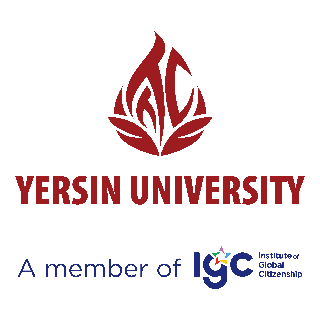 YERSIN UNIVERSITY
A member of IGC Institute of
Global
Citizenship